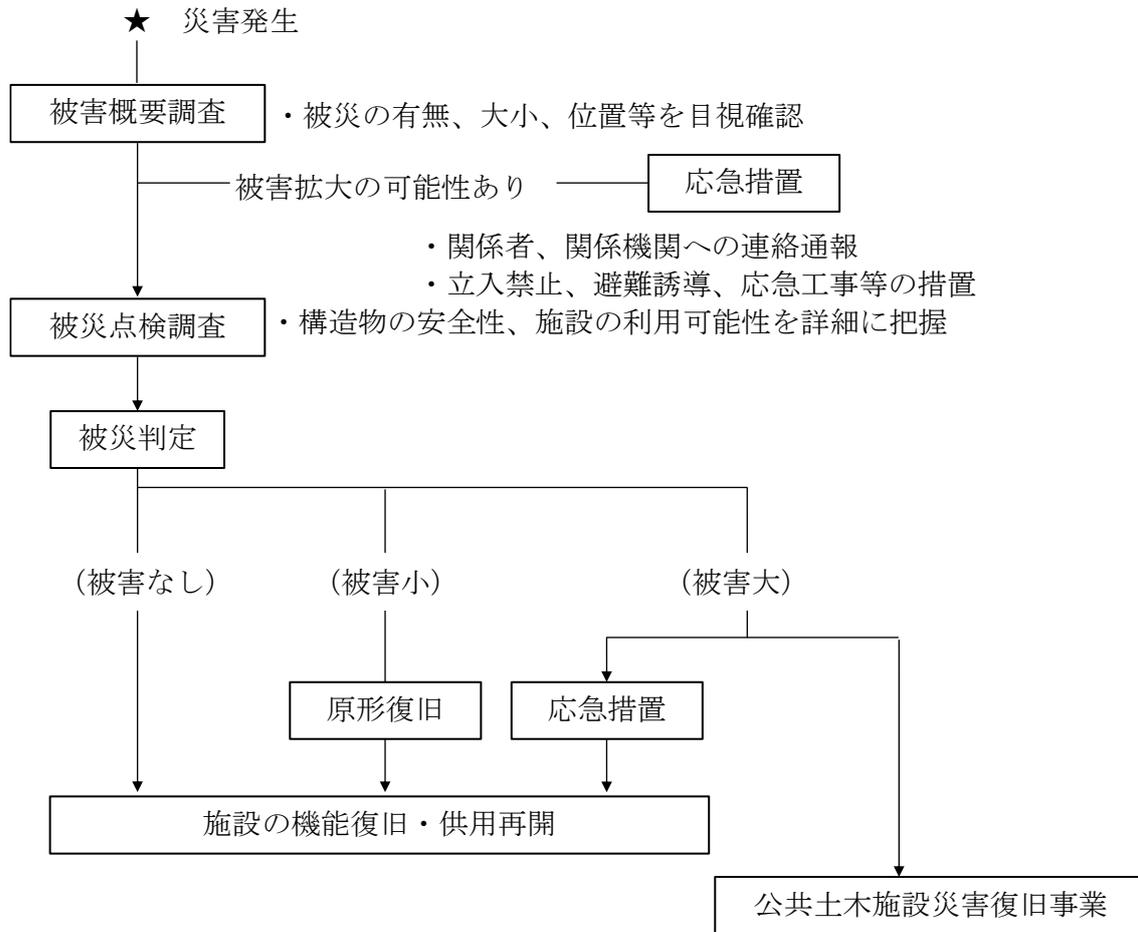 ★ 災害発生
被害概要調査
・被災の有無、大小、位置等を目視確認
被害拡大の可能性あり
応急措置
・関係者、関係機関への連絡通報
・立入禁止、避難誘導、応急工事等の措置
被災点検調査
・構造物の安全性、施設の利用可能性を詳細に把握
被災判定
（被害なし）
（被害小）
（被害大）
原形復旧
応急措置
施設の機能復旧・供用再開
公共土木施設災害復旧事業